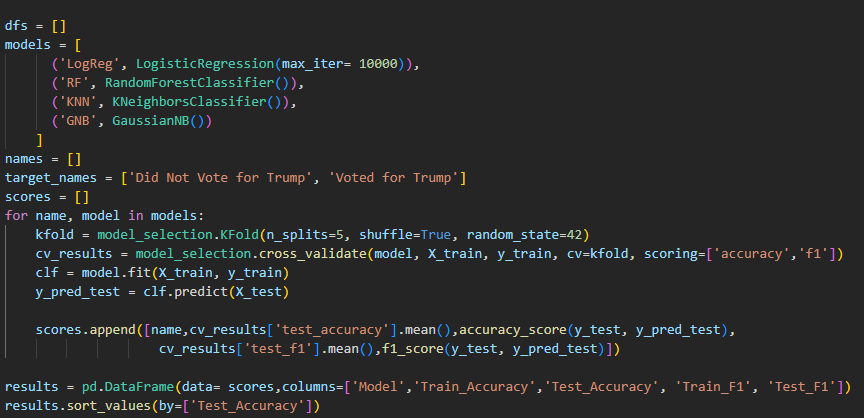 dfs = []
models = [
('LogReg', LogisticRegression(max_iter= 10000)),
('RF', RandomForestClassifier()),
('KNN', KNeighborsClassifier()),
('GNB', GaussianNB())
]
names = []
target_names = ['Did Not Vote for Trump', 'Voted for Trump']
scores = []
for name, model in models:
kfold = model_selection.KFold(n_splits=5, shuffle=True, random_state=42)
cv_results = model_selection.cross_validate(model, X_train, y_train, cv=kfold, scoring=['accuracy','f1'])
clf = model.fit(X_train, y_train)
y_pred_test = clf.predict(X_test)
scores.append([name,cv_results['test_accuracy'].mean(),accuracy_score(y_test, y_pred_test),
cv_results['test_f1'].mean(),f1_score(y_test, y_pred_test)])
results = pd.DataFrame(data= scores,columns=['Model','Train_Accuracy','Test_Accuracy', 'Train_F1', 'Test_F1'])
results.sort_values(by=['Test_Accuracy'])